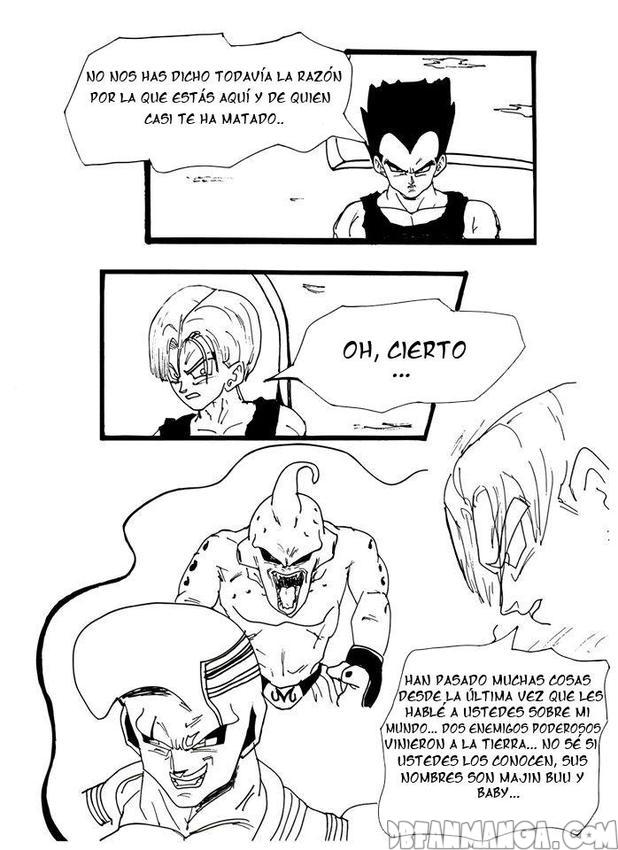 NO NOS HAS DICHO TODAVÍA LA RAZÓN
POR LA QUE ESTÁS AQUÍ Y DE QUIEN
CASI TE HA MATADO..
OH, CIERTO
...
HAN PASADO MUCHAS COSAS
DESDE LA ÚLTIMA VEZ QUE LES
HABLÉ A USTEDES SOBRE MI
MUNDO... DOS ENEMIGOS PODEROSOS
VINIERON A LA TIERRA... NO SÉ SI
USTEDES LOS CONOCEN, SUS
NOMBRES SON MAJIN BUU Y
BABY...
DBFANMANGA.COM